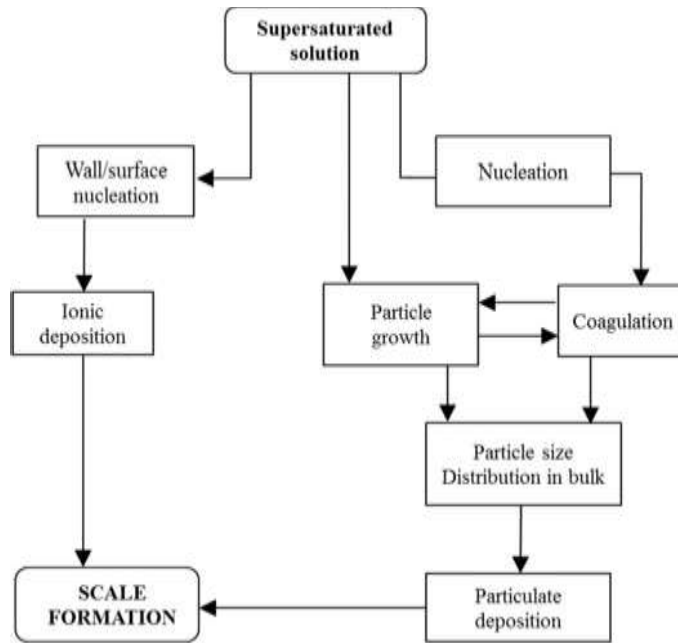 Supersaturated
solution
Wall/surface
nucleation
Nucleation
Ionic
deposition
Particle
growth
Coagulation
Particle size
Distribution in bulk
SCALE
FORMATION
Particulate
deposition